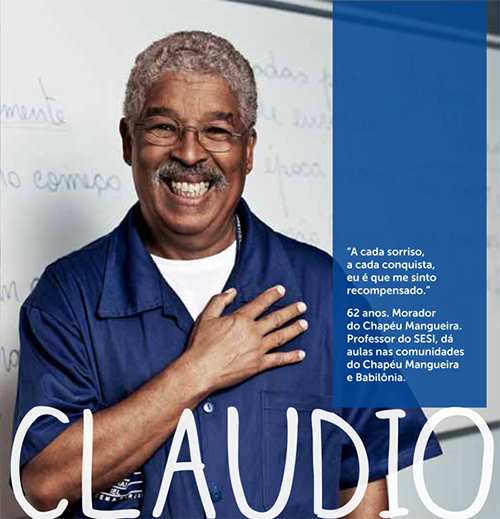 mente
época
no começo
“A cada sorriso,
a cada conquista,
eu é que me sinto
recompensado.”
62 anos. Morador
do Chapéu Mangueira.
Professor do SESI, dá
aulas nas comunidades
do Chapéu Mangueira
e Babilônia.
CLAUDIO